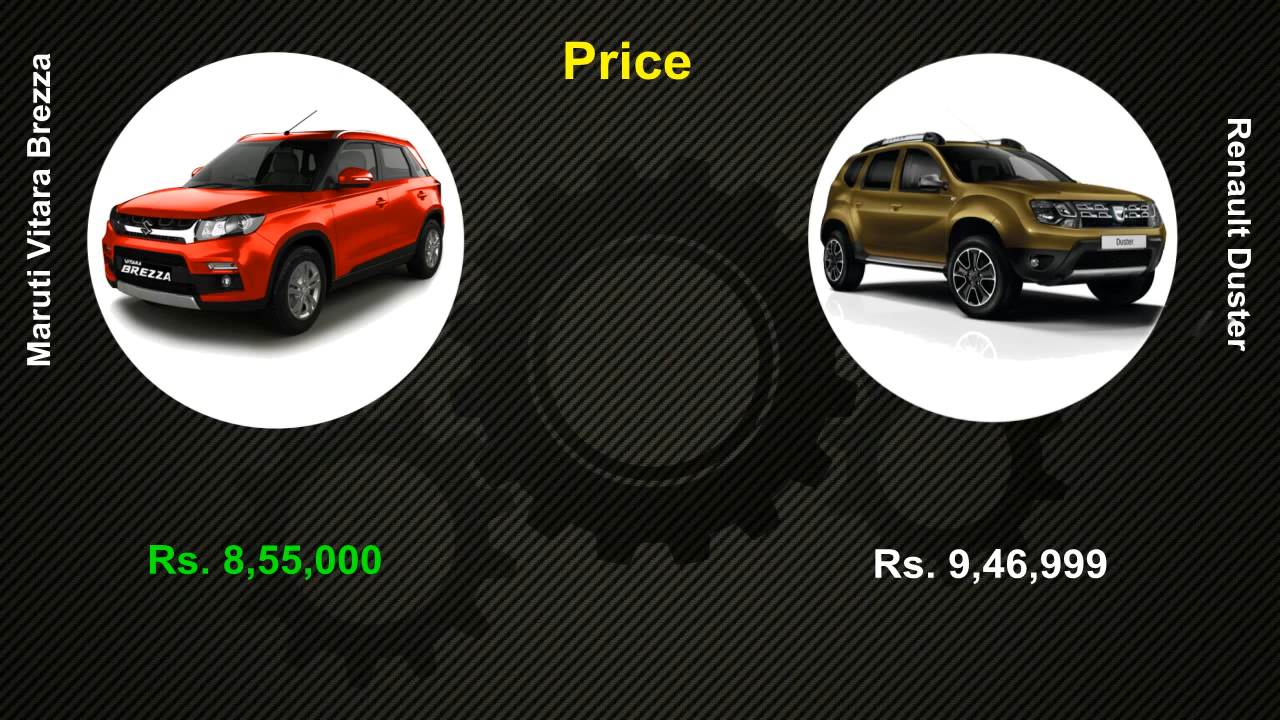 Price
Maruti Vitara Brezza
VITARA
BREZZA
Duster
Renault Duster
Rs. 8,55,000
Rs. 9,46,999